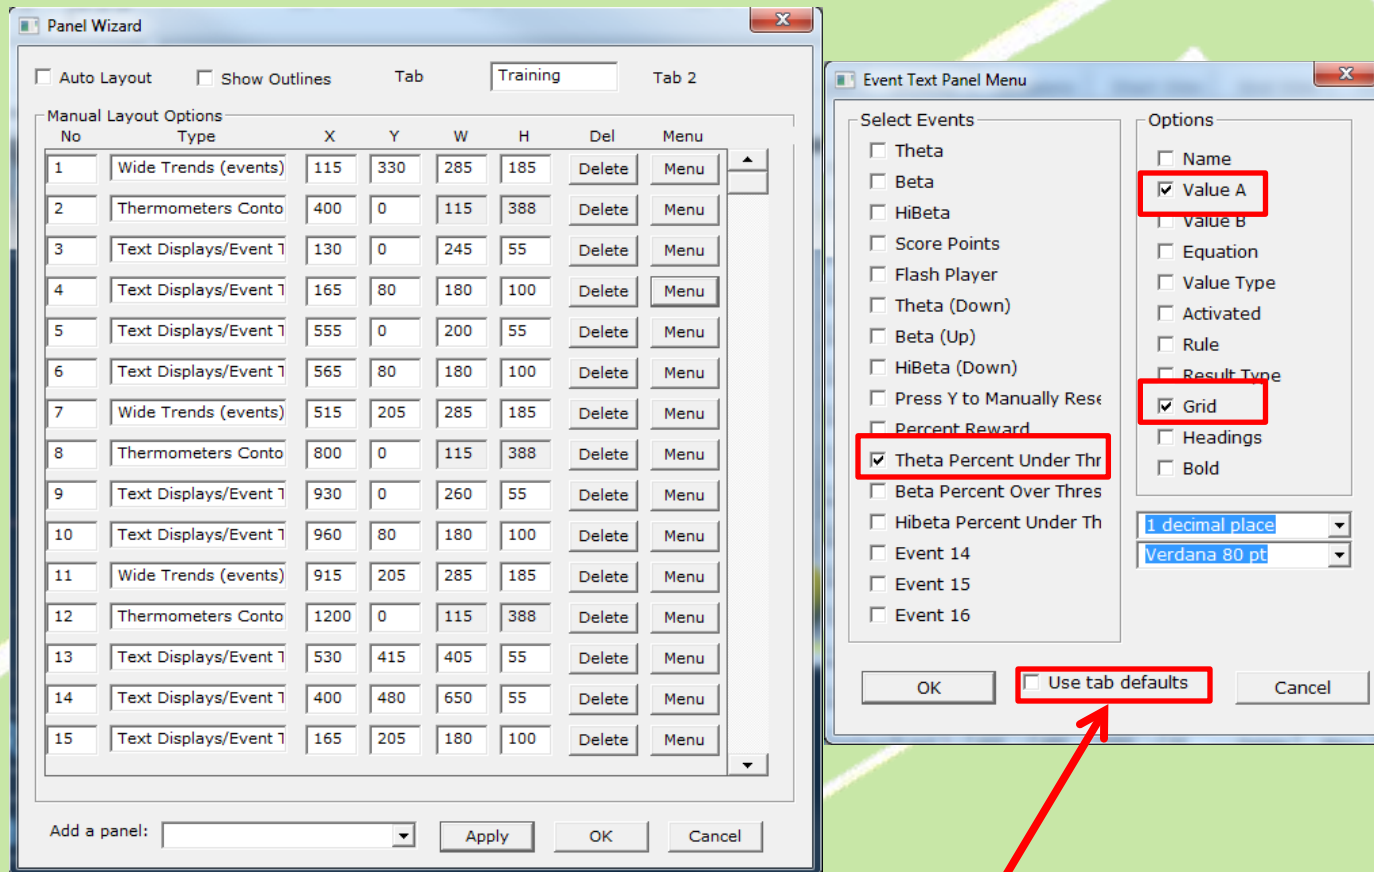 Panel Wizard
Auto Layout Show Outlines Tab Training Tab 2
Manual Layout Options
No Type X Y W H Del Menu
1 Wide Trends (events) 115 330 285 185 Delete Menu
2 Thermometers Conto 400 0 115 388 Delete Menu
3 Text Displays/Event T 130 0 245 55 Delete Menu
4 Text Displays/Event T 165 80 180 100 Delete Menu
5 Text Displays/Event T 555 0 200 55 Delete Menu
6 Text Displays/Event T 565 80 180 100 Delete Menu
7 Wide Trends (events) 515 205 285 185 Delete Menu
8 Thermometers Conto 800 0 115 388 Delete Menu
9 Text Displays/Event T 930 0 260 55 Delete Menu
10 Text Displays/Event T 960 80 180 100 Delete Menu
11 Wide Trends (events) 915 205 285 185 Delete Menu
12 Thermometers Conto 1200 0 115 388 Delete Menu
13 Text Displays/Event T 530 415 405 55 Delete Menu
14 Text Displays/Event T 400 480 650 55 Delete Menu
15 Text Displays/Event T 165 205 180 100 Delete Menu
Add a panel: Apply OK Cancel
Event Text Panel Menu
Select Events
Theta
Beta
HiBeta
Score Points
Flash Player
Theta (Down)
Beta (Up)
HiBeta (Down)
Press Y to Manually Rese
Percent Reward
Theta Percent Under Thr
Beta Percent Over Thres
Hibeta Percent Under Th
Event 14
Event 15
Event 16
Options
Name
Value A
Value B
Equation
Value Type
Activated
Rule
Result Type
Grid
Headings
Bold
1 decimal place
Verdana 80 pt
OK Use tab defaults Cancel